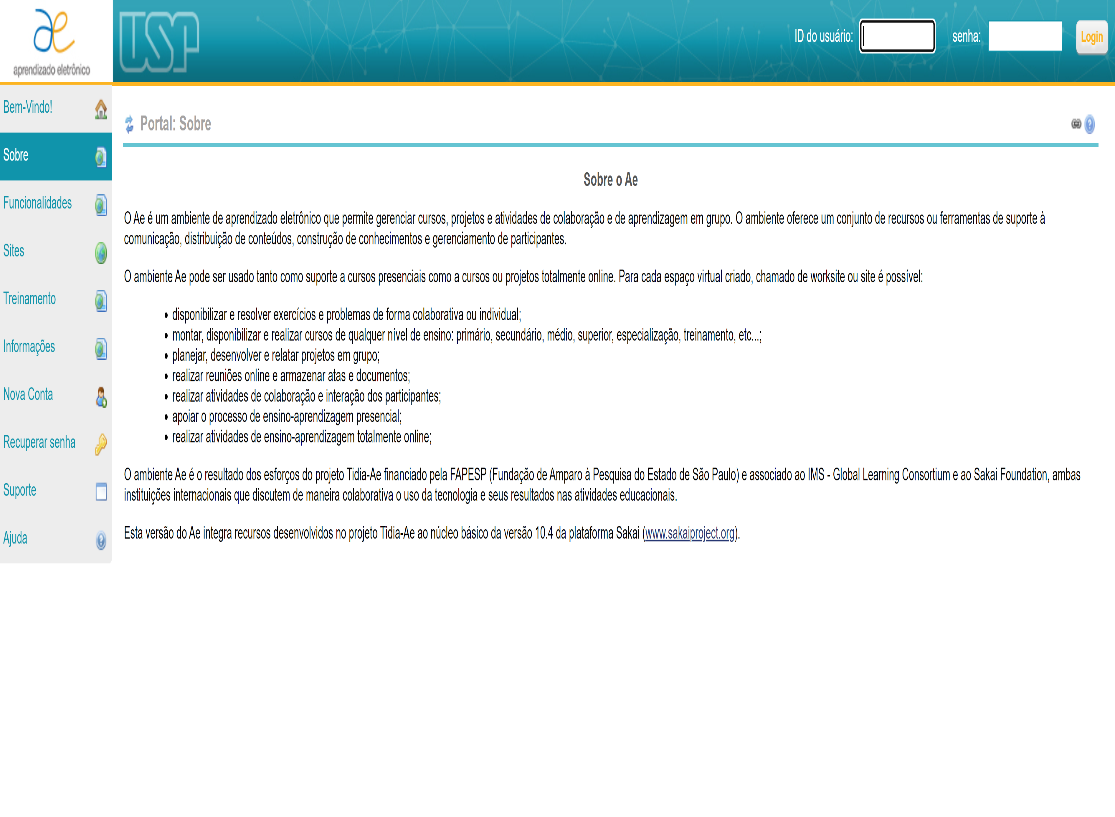 ae
aprendizado eletrônico
USP
ID do usuário:
senha:
Login
Bem-Vindo!
Sobre
Funcionalidades
Sites
Treinamento
Informações
Nova Conta
Recuperar senha
Suporte
Ajuda
Portal: Sobre
Sobre o Ae
O Ae é um ambiente de aprendizado eletrônico que permite gerenciar cursos, projetos e atividades de colaboração e de aprendizagem em grupo. O ambiente oferece um conjunto de recursos ou ferramentas de suporte à
comunicação, distribuição de conteúdos, construção de conhecimentos e gerenciamento de participantes.
O ambiente Ae pode ser usado tanto como suporte a cursos presenciais como a cursos ou projetos totalmente online. Para cada espaço virtual criado, chamado de worksite ou site é possível:
• disponibilizar e resolver exercícios e problemas de forma colaborativa ou individual;
• montar, disponibilizar e realizar cursos de qualquer nível de ensino: primário, secundário, médio, superior, especialização, treinamento, etc...;
• planejar, desenvolver e relatar projetos em grupo;
• realizar reuniões online e armazenar atas e documentos;
• realizar atividades de colaboração e interação dos participantes;
• apoiar o processo de ensino-aprendizagem presencial;
• realizar atividades de ensino-aprendizagem totalmente online;
O ambiente Ae é o resultado dos esforços do projeto Tidia-Ae financiado pela FAPESP (Fundação de Amparo à Pesquisa do Estado de São Paulo) e associado ao IMS - Global Learning Consortium e ao Sakai Foundation, ambas
instituições internacionais que discutem de maneira colaborativa o uso da tecnologia e seus resultados nas atividades educacionais.
Esta versão do Ae integra recursos desenvolvidos no projeto Tidia-Ae ao núcleo básico da versão 10.4 da plataforma Sakai (www.sakaiproject.org).